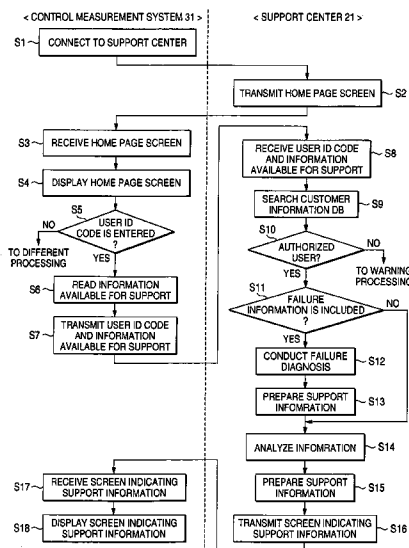 < CONTROL MEASUREMENT SYSTEM 31 >
< SUPPORT CENTER 21 >
S1
CONNECT TO SUPPORT CENTER
TRANSMIT HOME PAGE SCREEN
S2
S3
RECEIVE HOME PAGE SCREEN
S4
DISPLAY HOME PAGE SCREEN
S5
USER ID
CODE IS ENTERED
?
NO
TO DIFFERENT
PROCESSING
YES
S6
READ INFORMATION
AVAILABLE FOR SUPPORT
S7
TRANSMIT USER ID CODE
AND INFORMATION
AVAILABLE FOR SUPPORT
RECEIVE USER ID CODE
AND INFORMATION
AVAILABLE FOR SUPPORT
S8
SEARCH CUSTOMER
INFORMATION DB
S9
S10
AUTHORIZED
USER?
NO
TO WARNING
PROCESSING
YES
S11
FAILURE
INFORMATION IS INCLUDED
?
NO
YES
CONDUCT FAILURE
DIAGNOSIS
S12
PREPARE SUPPORT
INFOMRATION
S13
ANALYZE INFOMRATION
S14
PREPARE SUPPORT
INFORMATION
S15
TRANSMIT SCREEN INDICATING
SUPPORT INFORMATION
S16
S17
RECEIVE SCREEN INDICATING
SUPPORT INFORMATION
S18
DISPLAY SCREEN INDICATING
SUPPORT INFORMATION